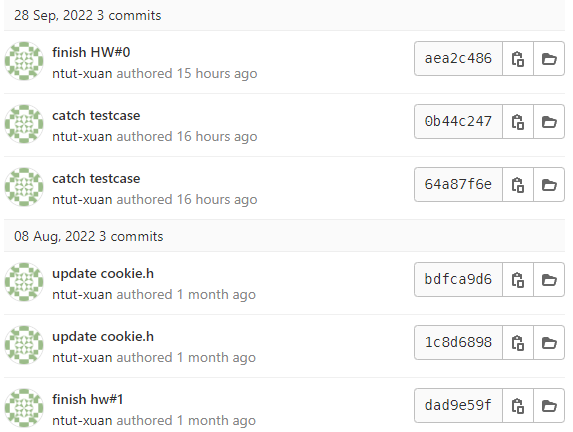 28 Sep, 2022 3 commits
finish HW#0
ntut-xuan authored 15 hours ago
aea2c486
catch testcase
ntut-xuan authored 16 hours ago
0b44c247
catch testcase
ntut-xuan authored 16 hours ago
64a87f6e
08 Aug, 2022 3 commits
update cookie.h
ntut-xuan authored 1 month ago
bdfca9d6
update cookie.h
ntut-xuan authored 1 month ago
1c8d6898
finish hw#1
ntut-xuan authored 1 month ago
dad9e59f